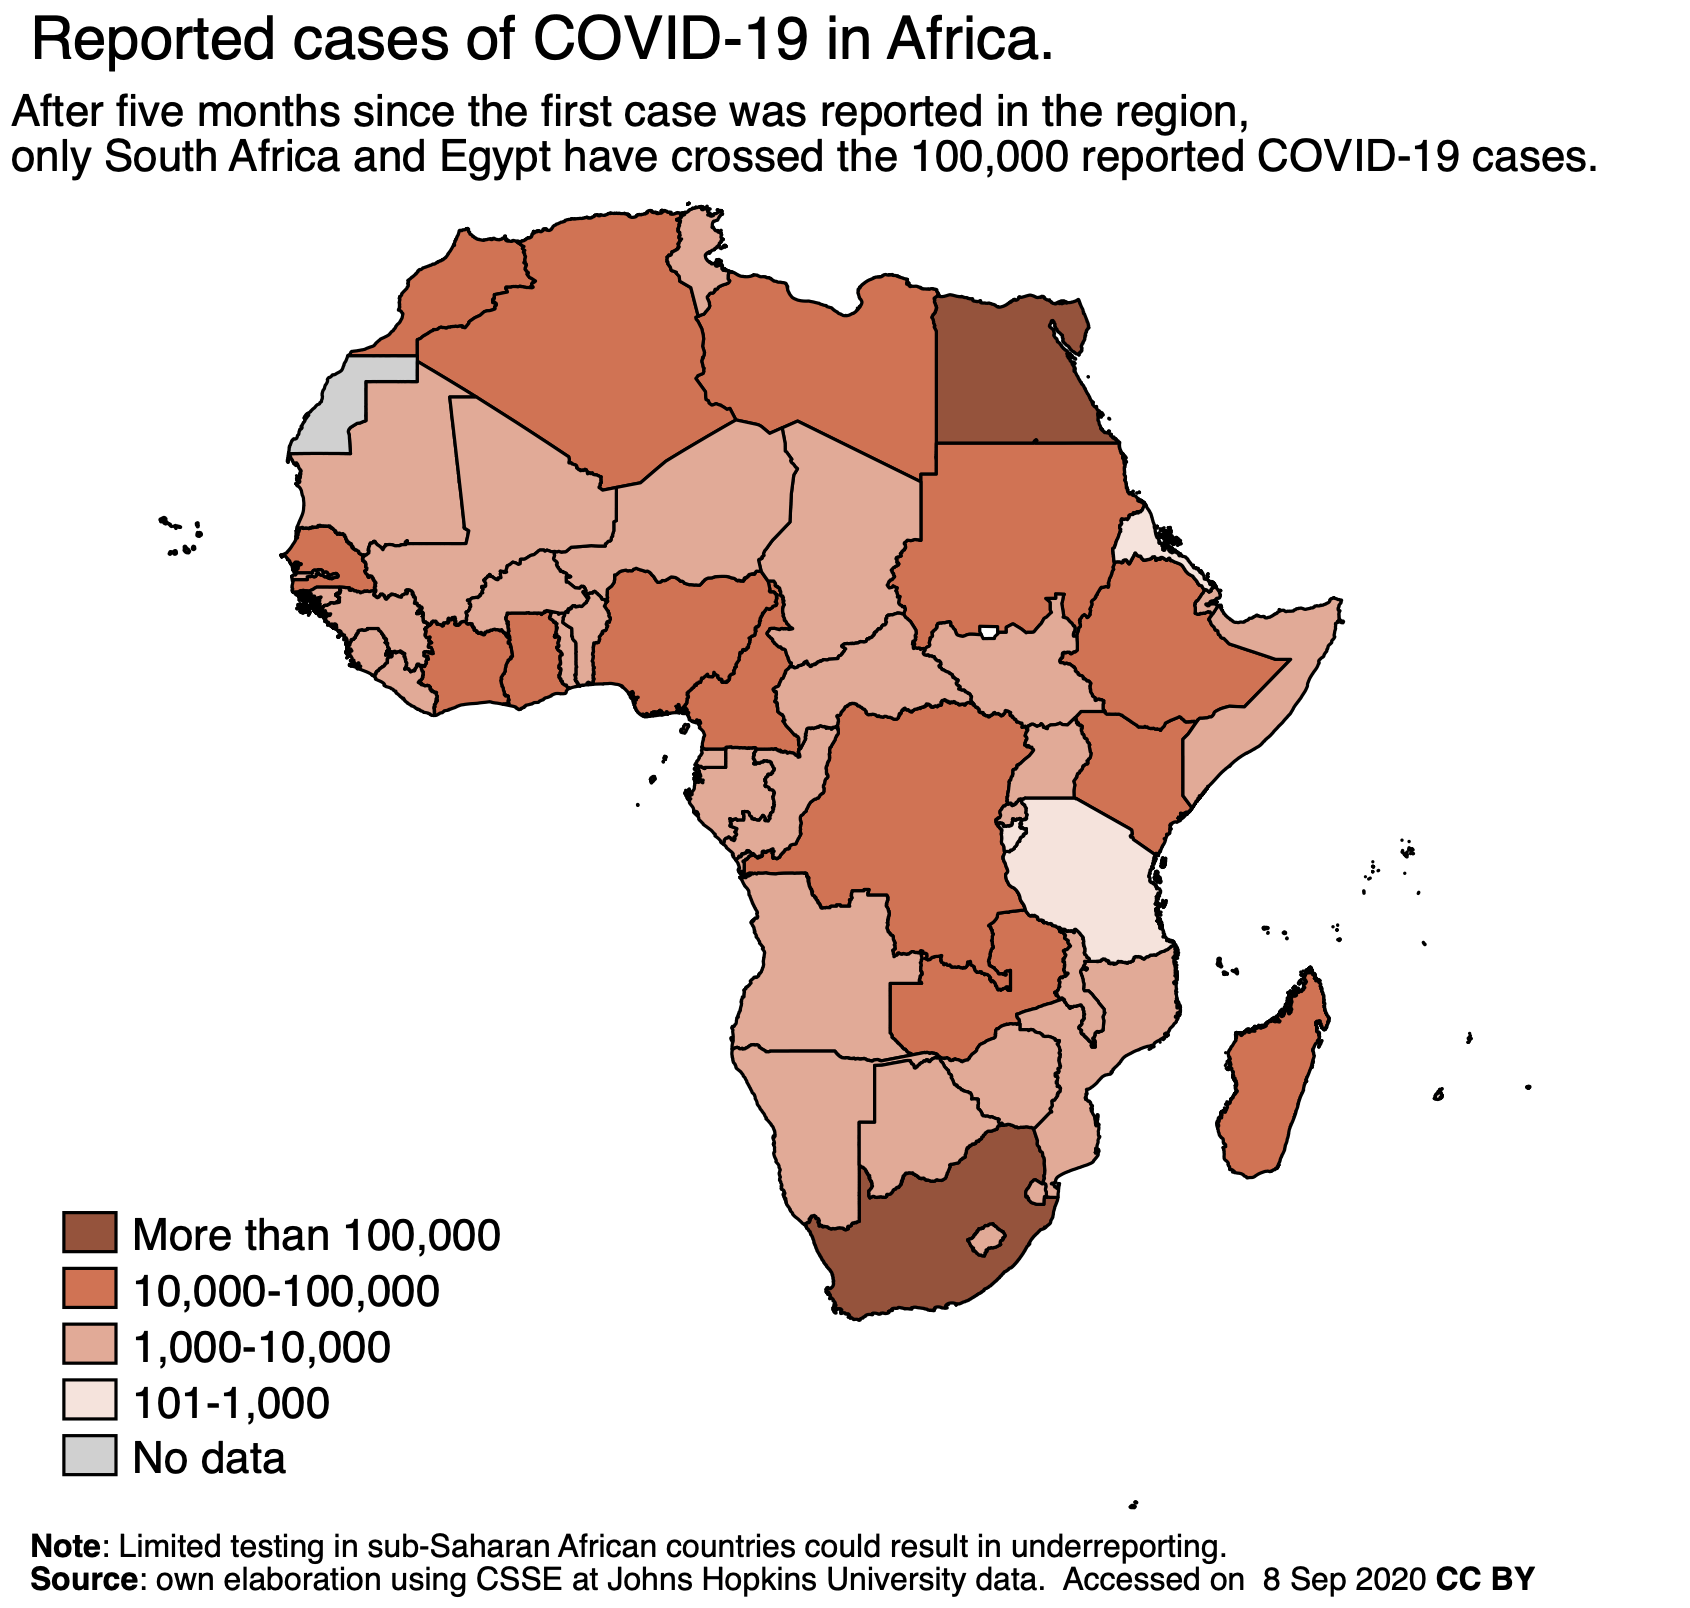 Reported cases of COVID-19 in Africa.
After five months since the first case was reported in the region,
only South Africa and Egypt have crossed the 100,000 reported COVID-19 cases.
More than 100,000
10,000-100,000
1,000-10,000
101-1,000
No data
Note: Limited testing in sub-Saharan African countries could result in underreporting.
Source: own elaboration using CSSE at Johns Hopkins University data. Accessed on 8 Sep 2020 CC BY